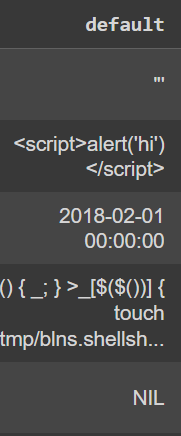 default
'"
<script>alert('hi')
</script>
2018-02-01
00:00:00
() { _; } >_[$($())] {
touch
tmp/blns.shellsh...
NIL